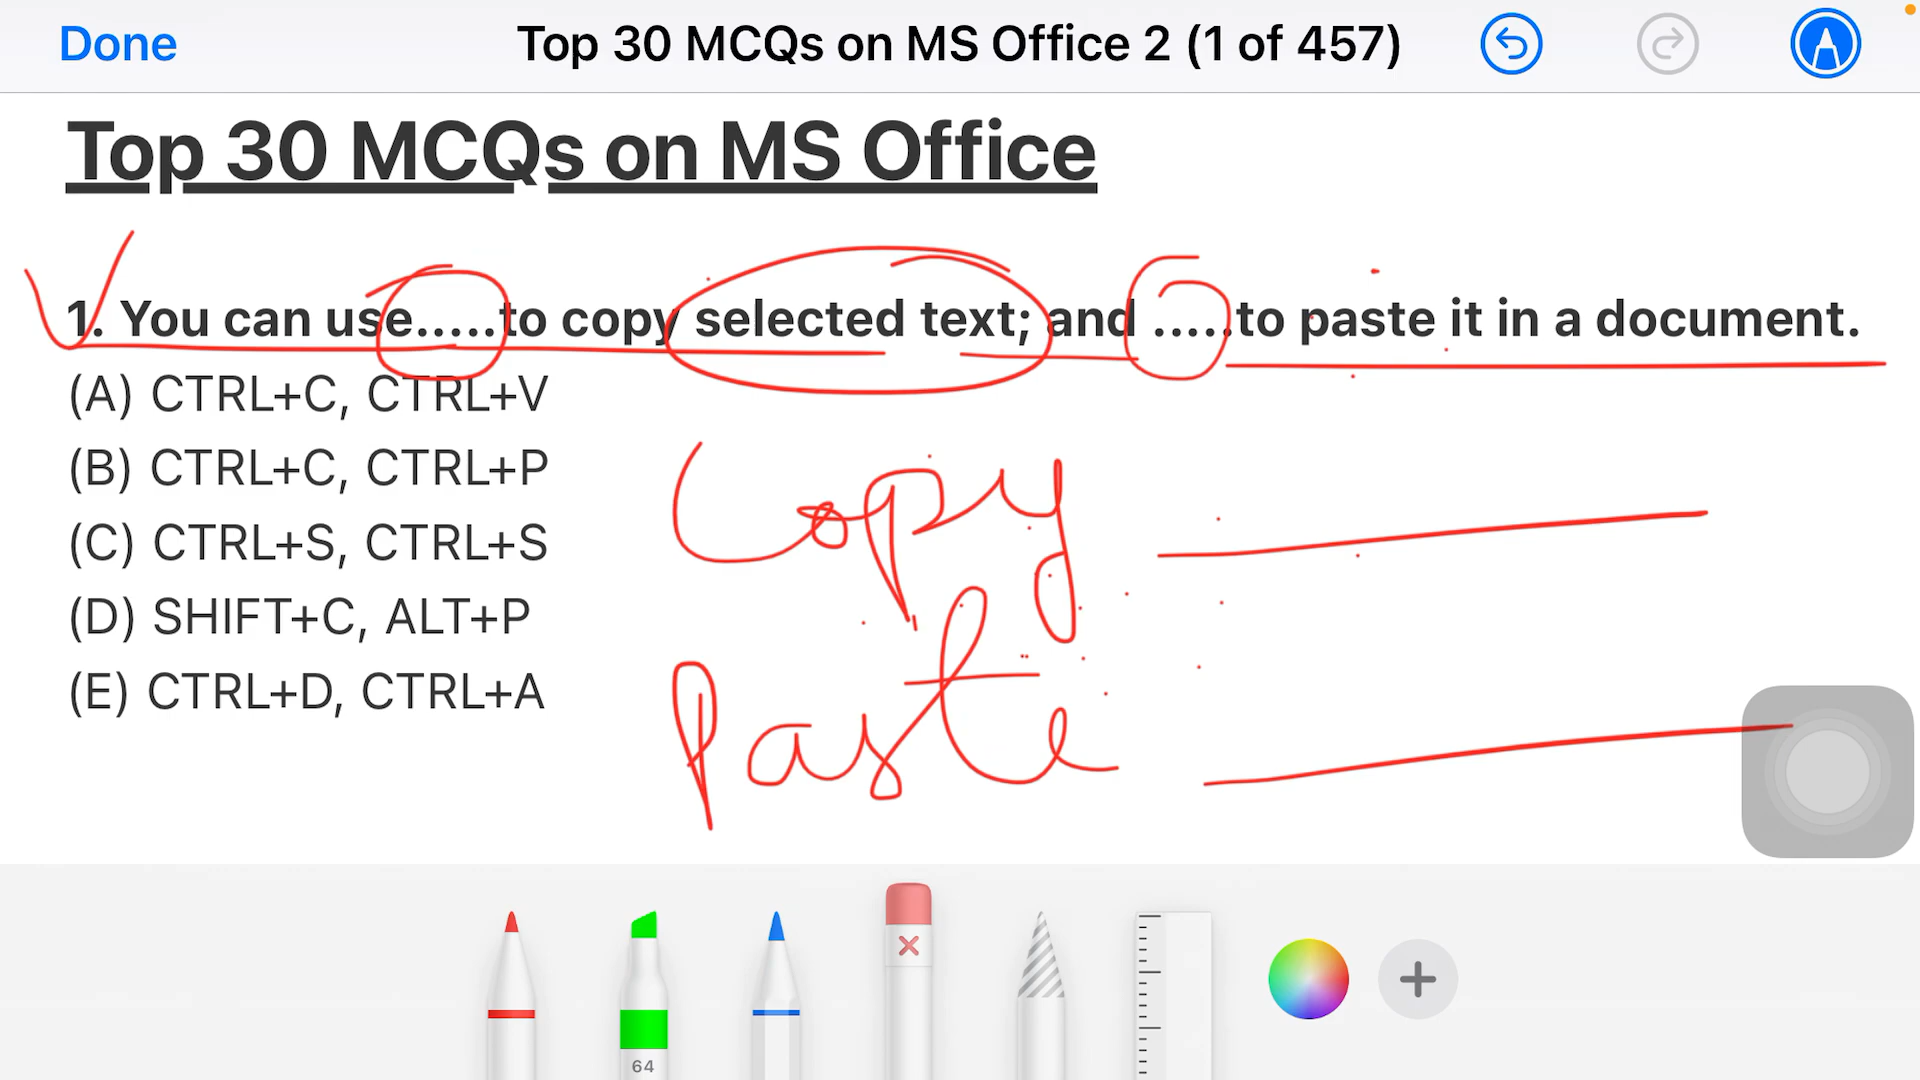 Done Top 30 MCQs on MS Office 2 (1 of 457)
Top 30 MCQs on MS Office
1. You can use.....to copy selected text; and .....to paste it in a document.
(A) CTRL+C, CTRL+V
(B) CTRL+C, CTRL+P
(C) CTRL+S, CTRL+S
(D) SHIFT+C, ALT+P
(E) CTRL+D, CTRL+A
Copy
Paste
64